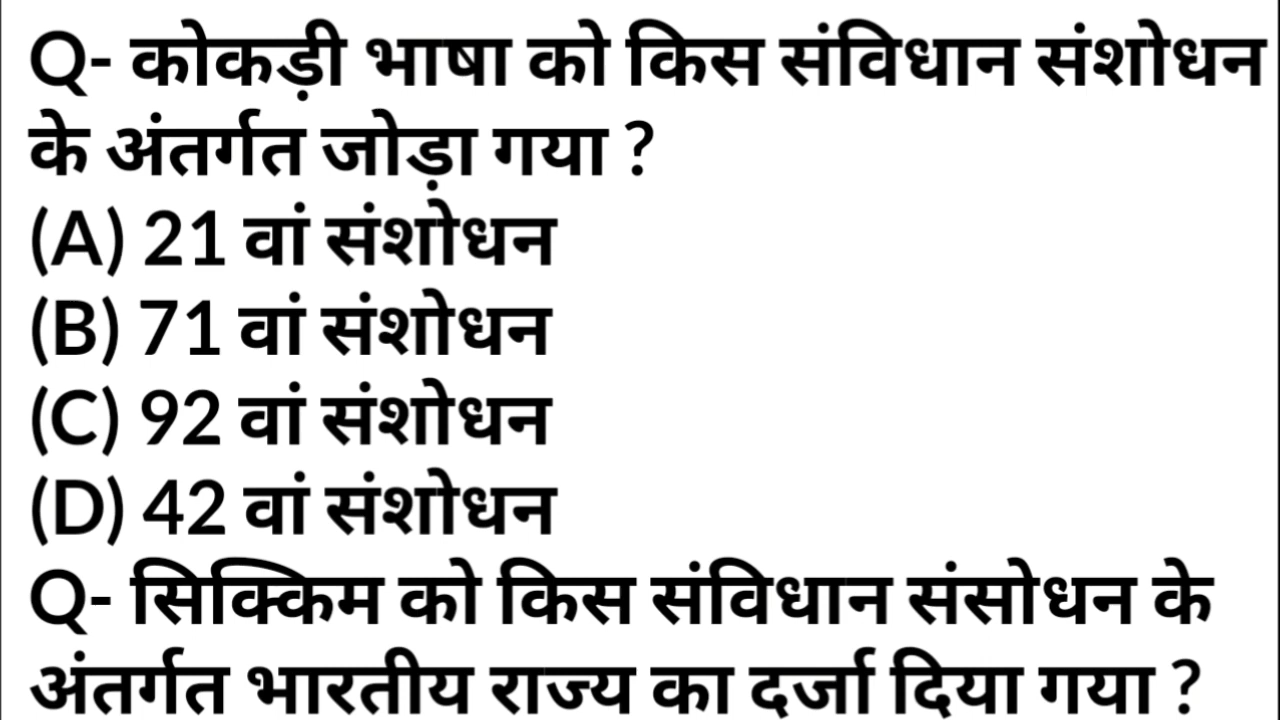 Q- कोकड़ी भाषा को किस संविधान संशोधन
के अंतर्गत जोड़ा गया ?
(A) 21 वां संशोधन
(B) 71 वां संशोधन
(C) 92 वां संशोधन
(D) 42 वां संशोधन
Q- सिक्किम को किस संविधान संसोधन के
अंतर्गत भारतीय राज्य का दर्जा दिया गया ?